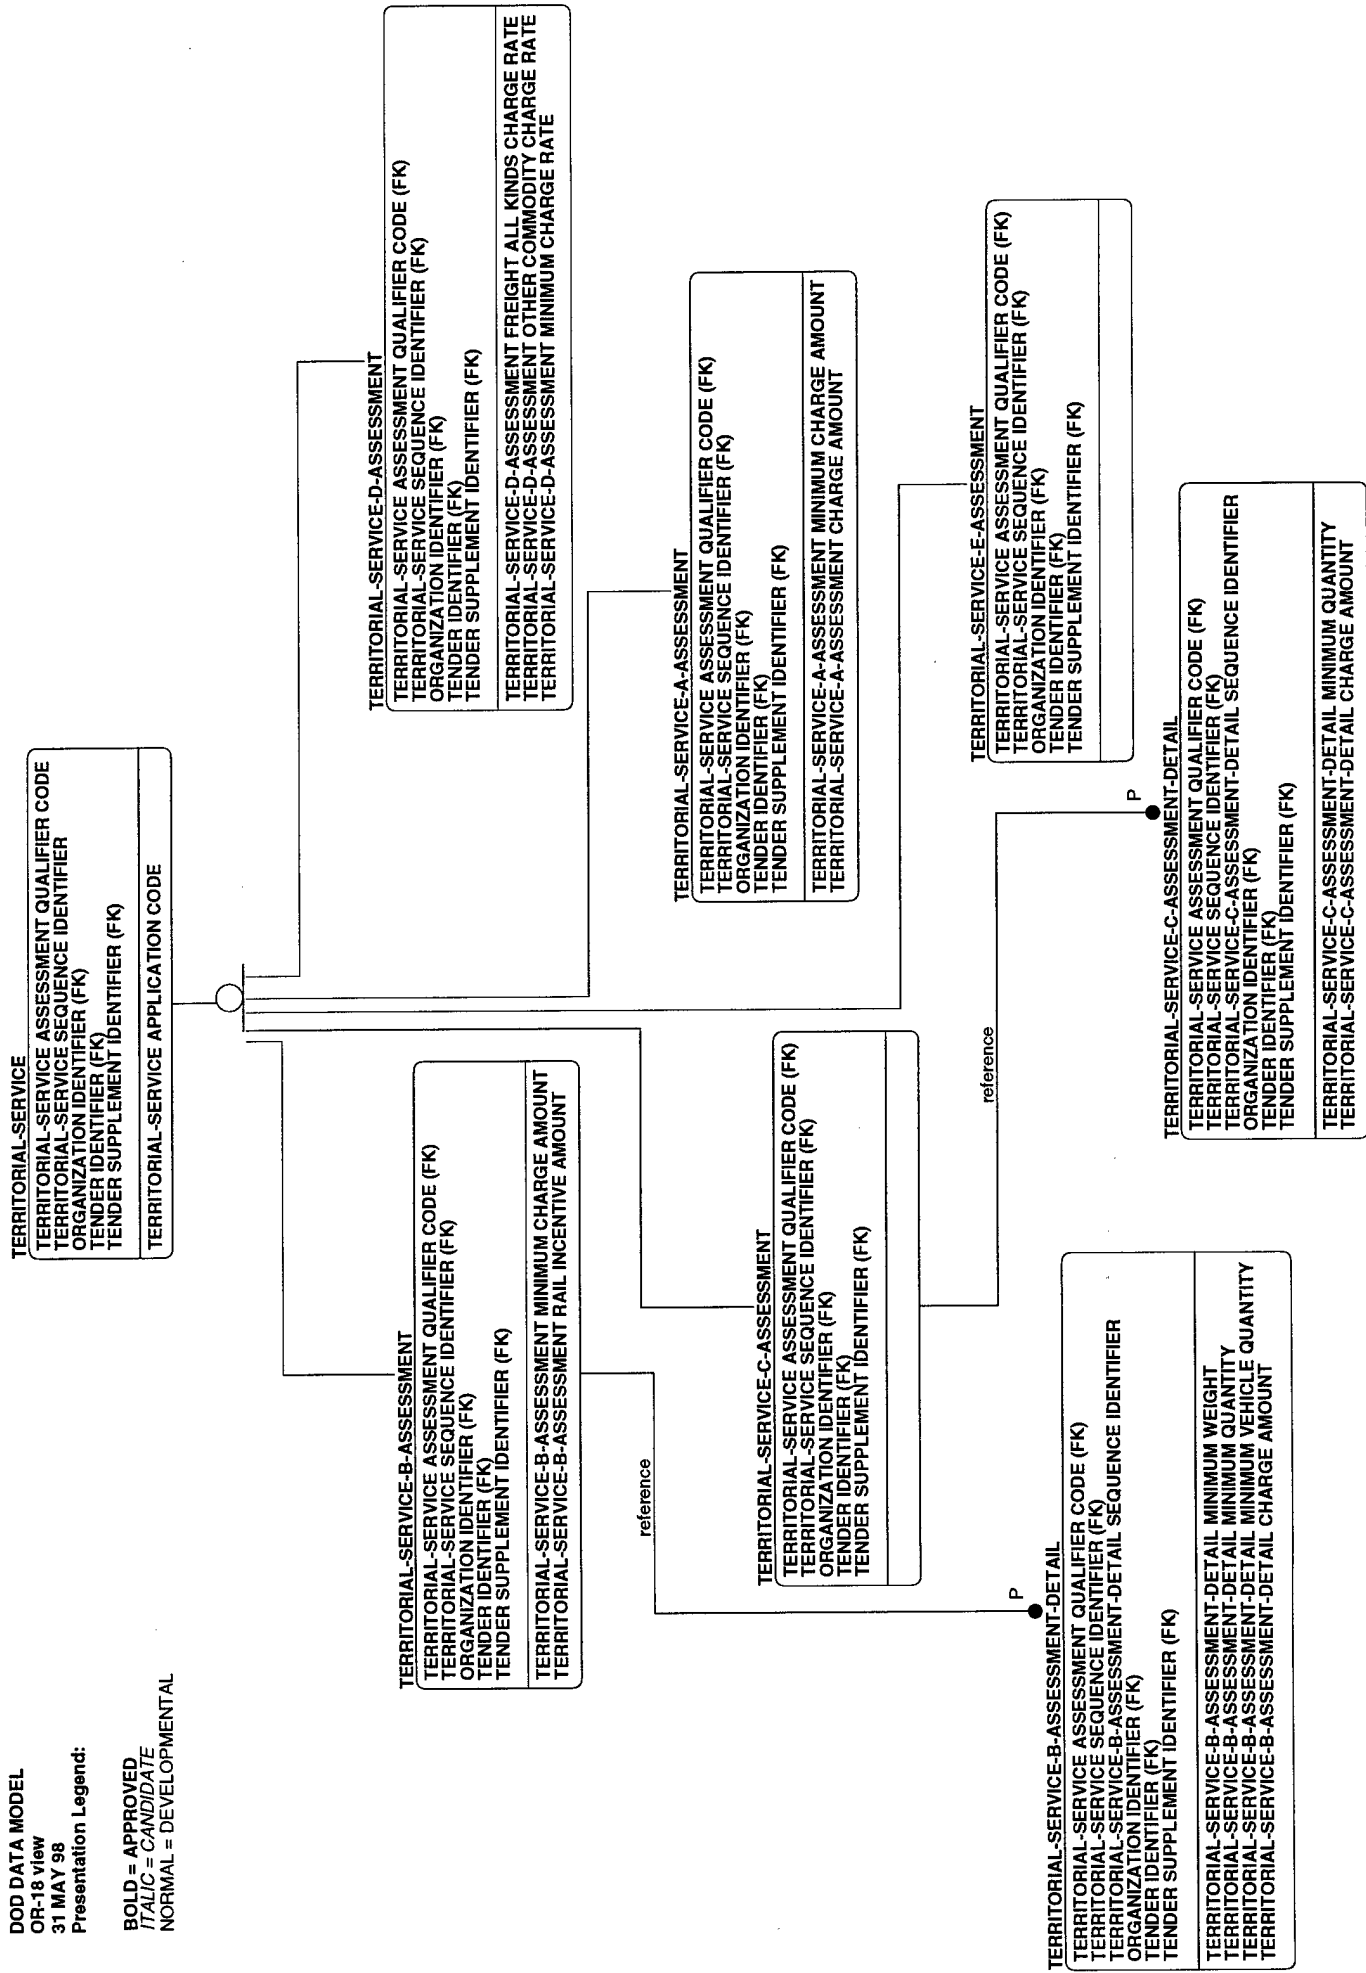 DOD DATA MODEL
OR-18 view
31 MAY 98
Presentation Legend:
BOLD = APPROVED
ITALIC = CANDIDATE
NORMAL = DEVELOPMENTAL
TERRITORIAL-SERVICE
TERRITORIAL-SERVICE ASSESSMENT QUALIFIER CODE
TERRITORIAL-SERVICE SEQUENCE IDENTIFIER
ORGANIZATION IDENTIFIER (FK)
TENDER IDENTIFIER (FK)
TENDER SUPPLEMENT IDENTIFIER (FK)
TERRITORIAL-SERVICE APPLICATION CODE
TERRITORIAL-SERVICE-B-ASSESSMENT
TERRITORIAL-SERVICE ASSESSMENT QUALIFIER CODE (FK)
TERRITORIAL-SERVICE SEQUENCE IDENTIFIER (FK)
ORGANIZATION IDENTIFIER (FK)
TENDER IDENTIFIER (FK)
TENDER SUPPLEMENT IDENTIFIER (FK)
TERRITORIAL-SERVICE-B-ASSESSMENT MINIMUM CHARGE AMOUNT
TERRITORIAL-SERVICE-B-ASSESSMENT RAIL INCENTIVE AMOUNT
TERRITORIAL-SERVICE-D-ASSESSMENT
TERRITORIAL-SERVICE ASSESSMENT QUALIFIER CODE (FK)
TERRITORIAL-SERVICE SEQUENCE IDENTIFIER (FK)
ORGANIZATION IDENTIFIER (FK)
TENDER IDENTIFIER (FK)
TENDER SUPPLEMENT IDENTIFIER (FK)
TERRITORIAL-SERVICE-D-ASSESSMENT FREIGHT ALL KINDS CHARGE RATE
TERRITORIAL-SERVICE-D-ASSESSMENT OTHER COMMODITY CHARGE RATE
TERRITORIAL-SERVICE-D-ASSESSMENT MINIMUM CHARGE RATE
reference
TERRITORIAL-SERVICE-A-ASSESSMENT
TERRITORIAL-SERVICE ASSESSMENT QUALIFIER CODE (FK)
TERRITORIAL-SERVICE SEQUENCE IDENTIFIER (FK)
ORGANIZATION IDENTIFIER (FK)
TENDER IDENTIFIER (FK)
TENDER SUPPLEMENT IDENTIFIER (FK)
TERRITORIAL-SERVICE-A-ASSESSMENT MINIMUM CHARGE AMOUNT
TERRITORIAL-SERVICE-A-ASSESSMENT CHARGE AMOUNT
TERRITORIAL-SERVICE-C-ASSESSMENT
TERRITORIAL-SERVICE ASSESSMENT QUALIFIER CODE (FK)
TERRITORIAL-SERVICE SEQUENCE IDENTIFIER (FK)
ORGANIZATION IDENTIFIER (FK)
TENDER IDENTIFIER (FK)
TENDER SUPPLEMENT IDENTIFIER (FK)
TERRITORIAL-SERVICE-E-ASSESSMENT
TERRITORIAL-SERVICE ASSESSMENT QUALIFIER CODE (FK)
TERRITORIAL-SERVICE SEQUENCE IDENTIFIER (FK)
ORGANIZATION IDENTIFIER (FK)
TENDER IDENTIFIER (FK)
TENDER SUPPLEMENT IDENTIFIER (FK)
reference
P
TERRITORIAL-SERVICE-B-ASSESSMENT-DETAIL
TERRITORIAL-SERVICE ASSESSMENT QUALIFIER CODE (FK)
TERRITORIAL-SERVICE SEQUENCE IDENTIFIER (FK)
TERRITORIAL-SERVICE-B-ASSESSMENT-DETAIL SEQUENCE IDENTIFIER
ORGANIZATION IDENTIFIER (FK)
TENDER IDENTIFIER (FK)
TENDER SUPPLEMENT IDENTIFIER (FK)
TERRITORIAL-SERVICE-B-ASSESSMENT-DETAIL MINIMUM WEIGHT
TERRITORIAL-SERVICE-B-ASSESSMENT-DETAIL MINIMUM QUANTITY
TERRITORIAL-SERVICE-B-ASSESSMENT-DETAIL MINIMUM VEHICLE QUANTITY
TERRITORIAL-SERVICE-B-ASSESSMENT-DETAIL CHARGE AMOUNT
P
TERRITORIAL-SERVICE-C-ASSESSMENT-DETAIL
TERRITORIAL-SERVICE ASSESSMENT QUALIFIER CODE (FK)
TERRITORIAL-SERVICE SEQUENCE IDENTIFIER (FK)
TERRITORIAL-SERVICE-C-ASSESSMENT-DETAIL SEQUENCE IDENTIFIER
ORGANIZATION IDENTIFIER (FK)
TENDER IDENTIFIER (FK)
TENDER SUPPLEMENT IDENTIFIER (FK)
TERRITORIAL-SERVICE-C-ASSESSMENT-DETAIL MINIMUM QUANTITY
TERRITORIAL-SERVICE-C-ASSESSMENT-DETAIL CHARGE AMOUNT